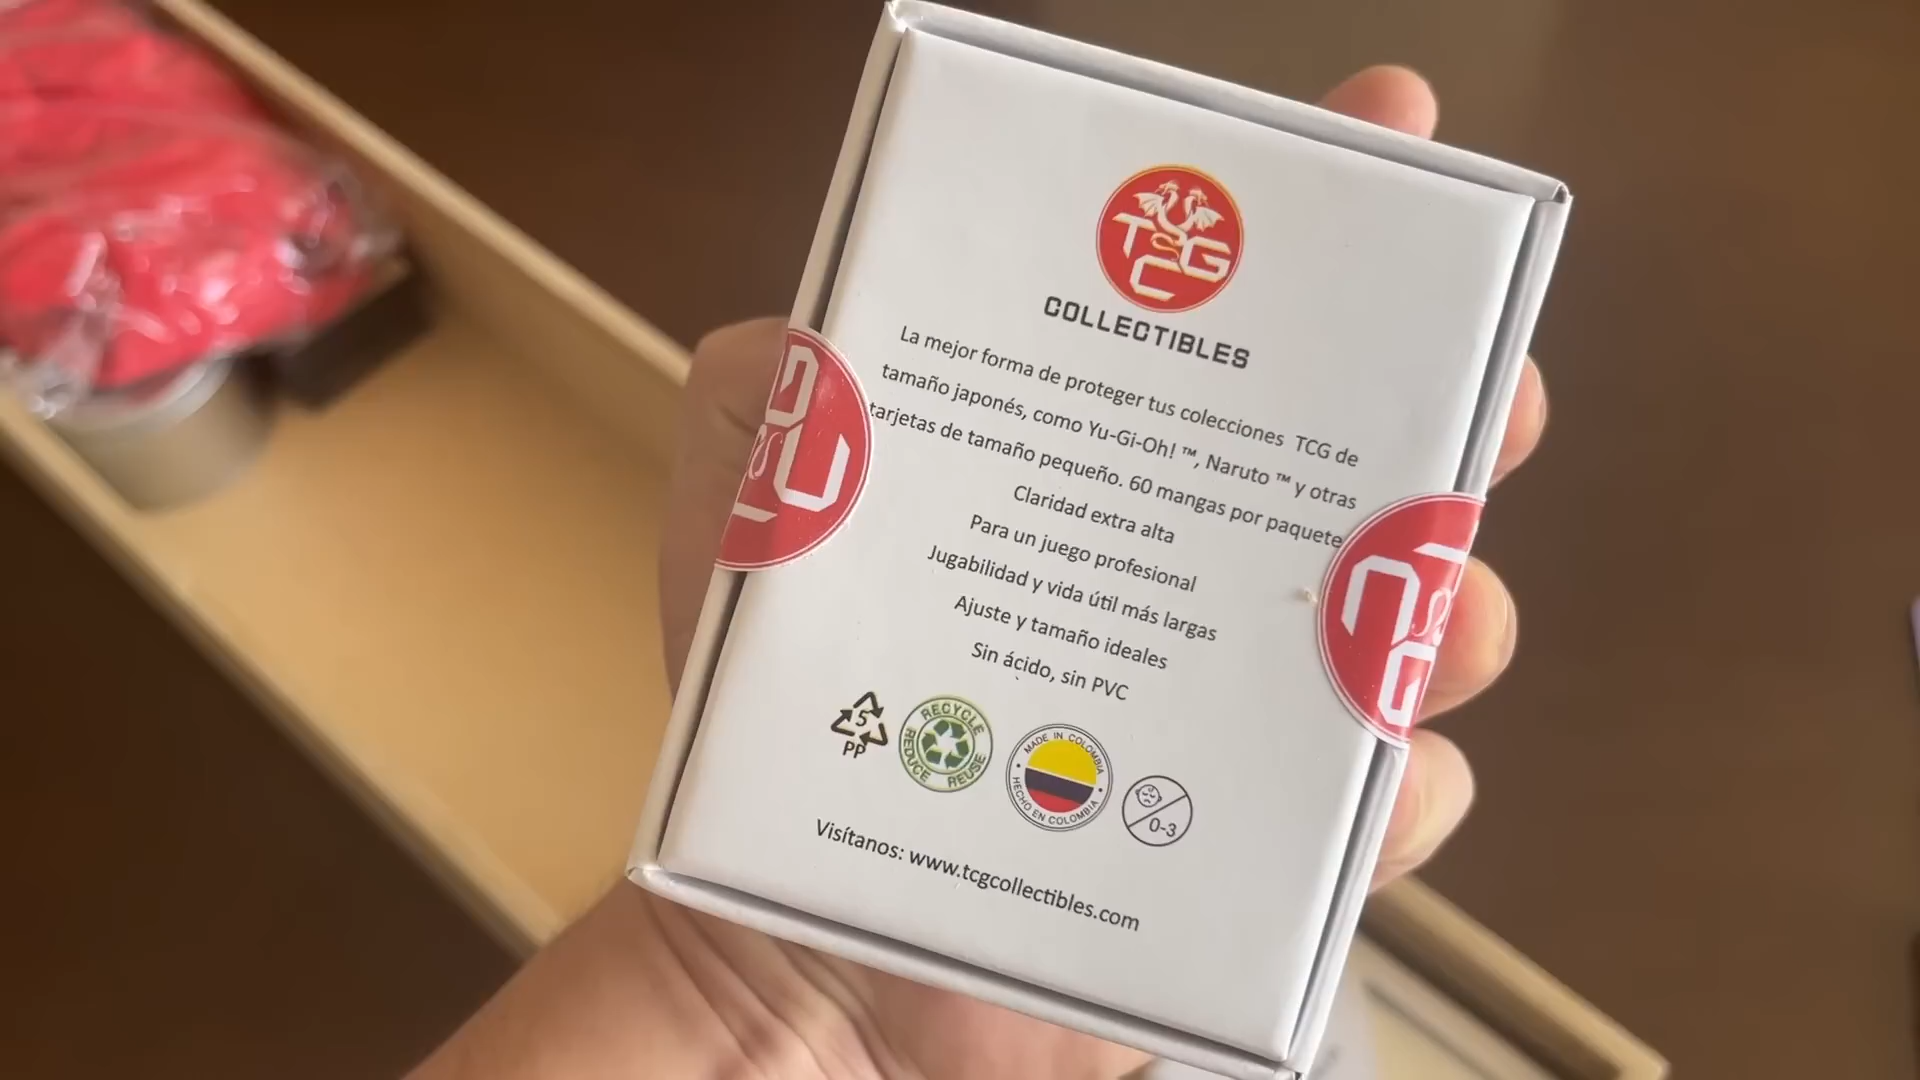 TCG
COLLECTIBLES
La mejor forma de proteger tus colecciones TCG de
tamaño japonés, como Yu-Gi-Oh! ™, Naruto ™ y otras
tarjetas de tamaño pequeño. 60 mangas por paquete
Claridad extra alta
Para un juego profesional
Jugabilidad y vida útil más largas
Ajuste y tamaño ideales
Sin ácido, sin PVC
5
PP
RECYCLE
REDUCE REUSE
MADE IN COLOMBIA
HECHO EN COLOMBIA
0-3
Visítanos: www.tcgcollectibles.com